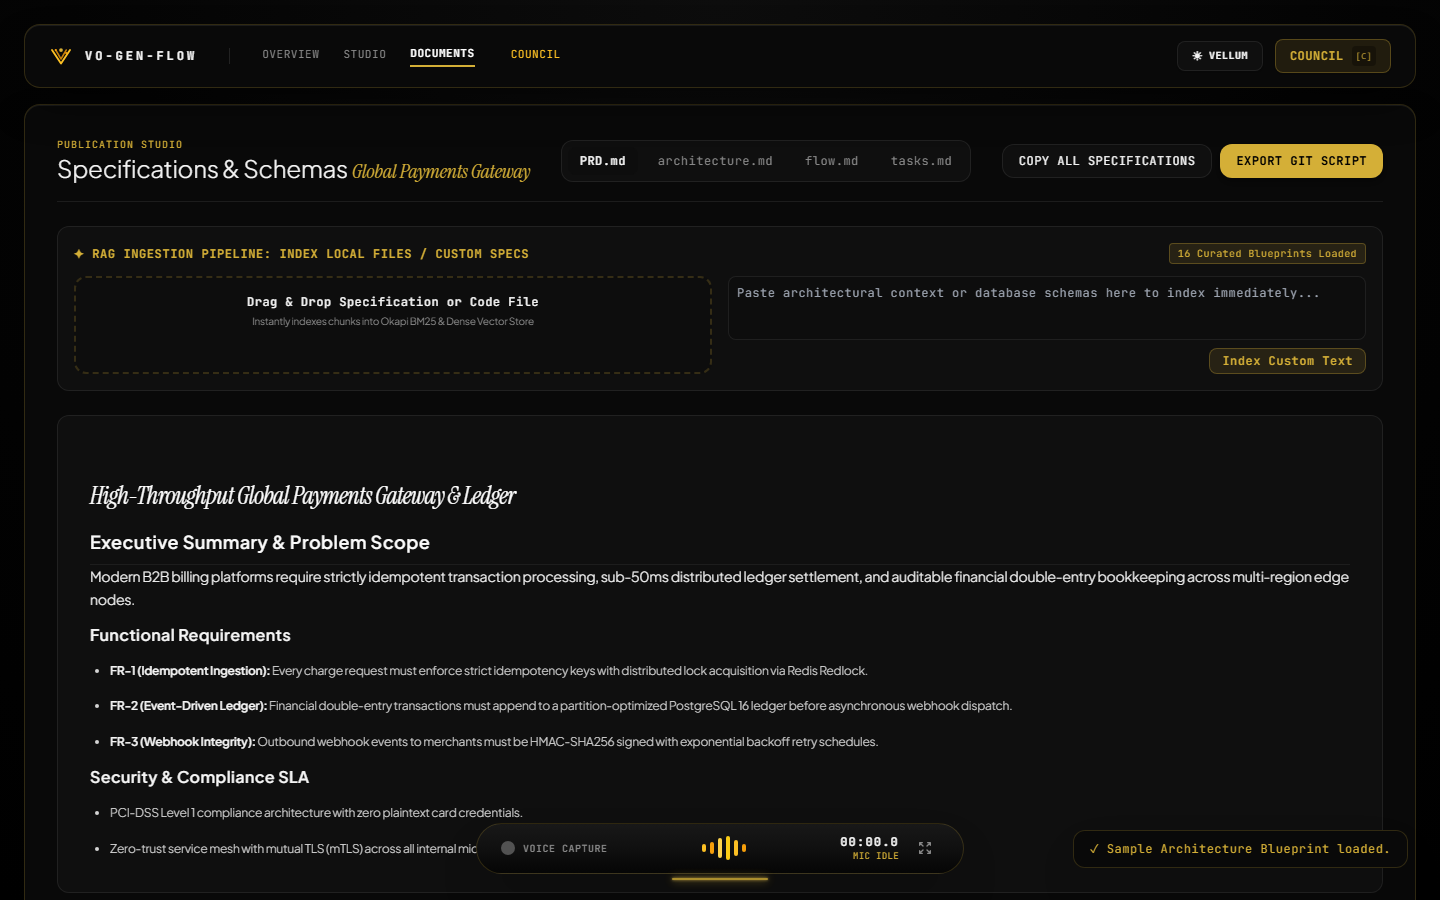 VO-GEN-FLOW
OVERVIEW STUDIO DOCUMENTS COUNCIL
VELLUM
COUNCIL [C]
PUBLICATION STUDIO
Specifications & Schemas Global Payments Gateway
PRD.md architecture.md flow.md tasks.md
COPY ALL SPECIFICATIONS
EXPORT GIT SCRIPT
✦ RAG INGESTION PIPELINE: INDEX LOCAL FILES / CUSTOM SPECS
16 Curated Blueprints Loaded
Drag & Drop Specification or Code File
Instantly indexes chunks into Okapi BM25 & Dense Vector Store
Paste architectural context or database schemas here to index immediately...
Index Custom Text
High-Throughput Global Payments Gateway & Ledger
Executive Summary & Problem Scope
Modern B2B billing platforms require strictly idempotent transaction processing, sub-50ms distributed ledger settlement, and auditable financial double-entry bookkeeping across multi-region edge
nodes.
Functional Requirements
• FR-1 (Idempotent Ingestion): Every charge request must enforce strict idempotency keys with distributed lock acquisition via Redis Redlock.
• FR-2 (Event-Driven Ledger): Financial double-entry transactions must append to a partition-optimized PostgreSQL 16 ledger before asynchronous webhook dispatch.
• FR-3 (Webhook Integrity): Outbound webhook events to merchants must be HMAC-SHA256 signed with exponential backoff retry schedules.
Security & Compliance SLA
• PCI-DSS Level 1 compliance architecture with zero plaintext card credentials.
• Zero-trust service mesh with mutual TLS (mTLS) across all internal
VOICE CAPTURE
00:00.0
MIC IDLE
✓ Sample Architecture Blueprint loaded.